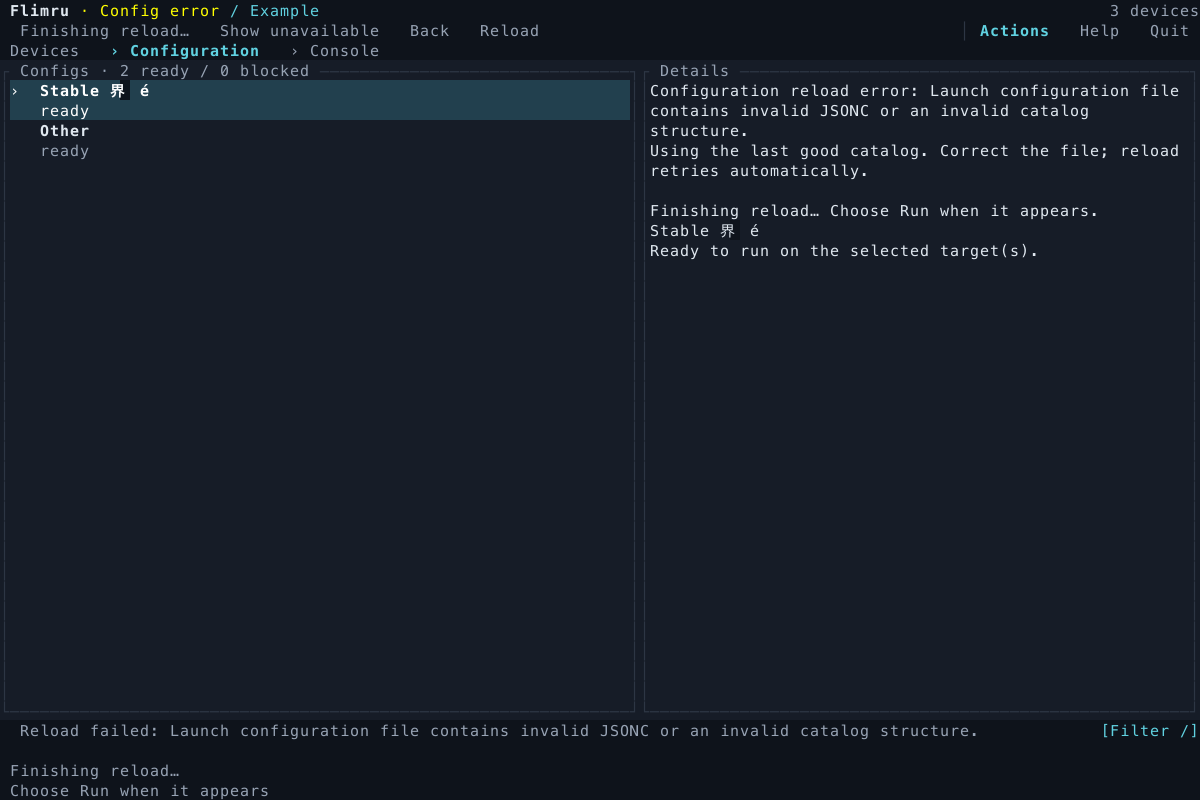 Flimru · Config error / Example 3 devices
Finishing reload… Show unavailable Back Reload Actions Help Quit
Devices › Configuration › Console
Configs · 2 ready / 0 blocked
› Stable 界 é
ready
Other
ready
Details
Configuration reload error: Launch configuration file
contains invalid JSONC or an invalid catalog
structure.
Using the last good catalog. Correct the file; reload
retries automatically.
Finishing reload… Choose Run when it appears.
Stable 界 é
Ready to run on the selected target(s).
Reload failed: Launch configuration file contains invalid JSONC or an invalid catalog structure. [Filter /]
Finishing reload…
Choose Run when it appears